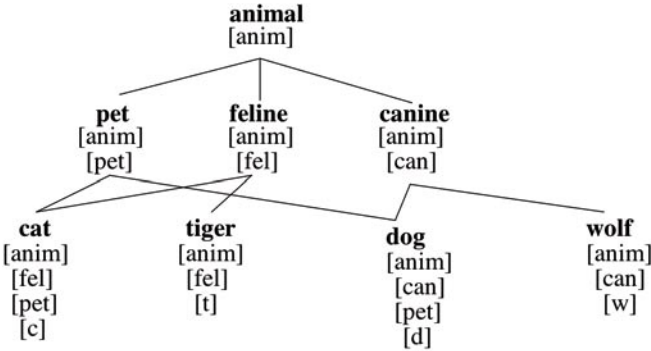 animal
[anim]
pet feline canine
[anim] [anim] [anim]
[pet] [fel] [can]
cat tiger dog wolf
[anim] [anim] [anim] [anim]
[fel] [fel] [can] [can]
[pet] [t] [pet] [w]
[c] [d]